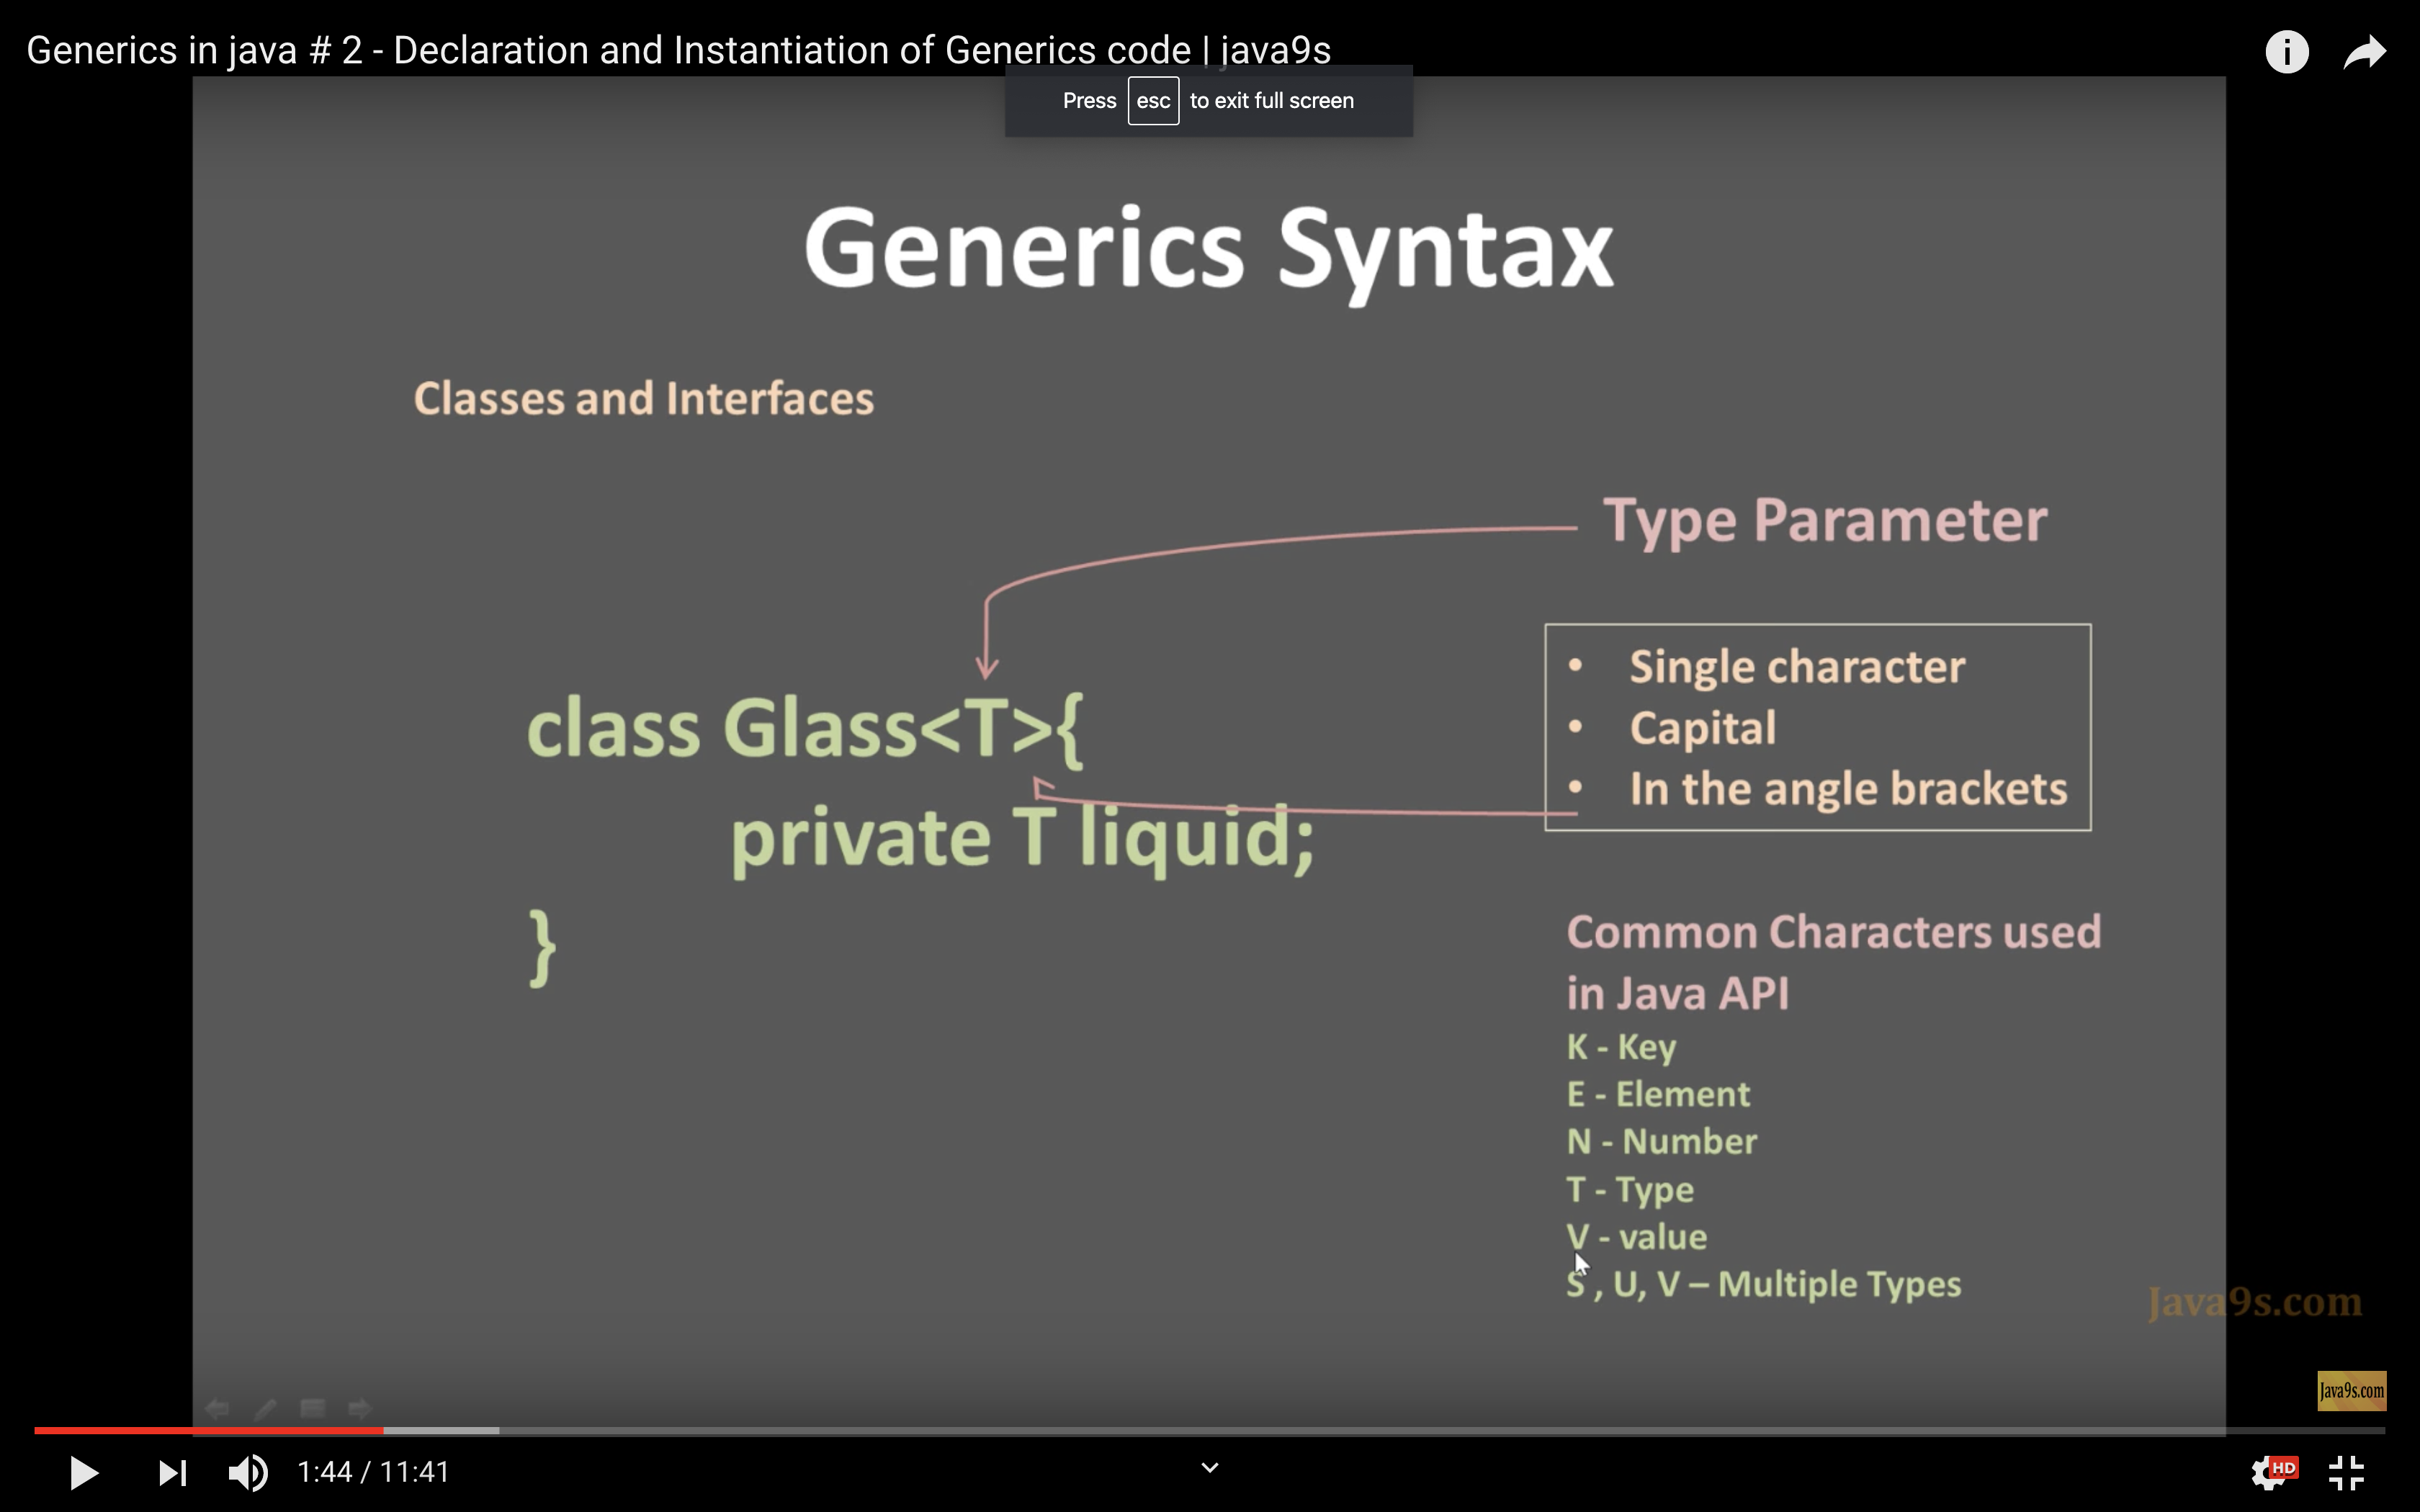 Generics in java # 2 - Declaration and Instantiation of Generics code | java9s
Press esc to exit full screen
Generics Syntax
Classes and Interfaces
Type Parameter
• Single character
• Capital
• In the angle brackets
class Glass<T>{
private T liquid;
}
Common Characters used
in Java API
K - Key
E - Element
N - Number
T - Type
V - value
S , U, V – Multiple Types
Java9s.com
Java9s.com
1:44 / 11:41
HD